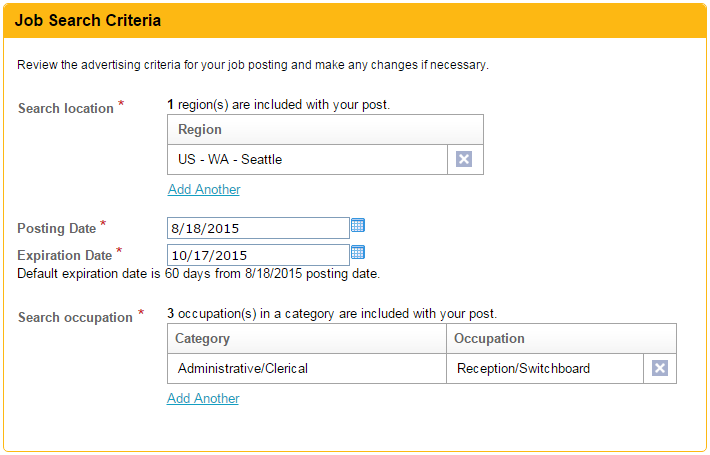 Job Search Criteria
Review the advertising criteria for your job posting and make any changes if necessary.
Search location * 1 region(s) are included with your post.
Region
US - WA - Seattle
Add Another
Posting Date * 8/18/2015
Expiration Date * 10/17/2015
Default expiration date is 60 days from 8/18/2015 posting date.
Search occupation * 3 occupation(s) in a category are included with your post.
Category Occupation
Administrative/Clerical Reception/Switchboard
Add Another